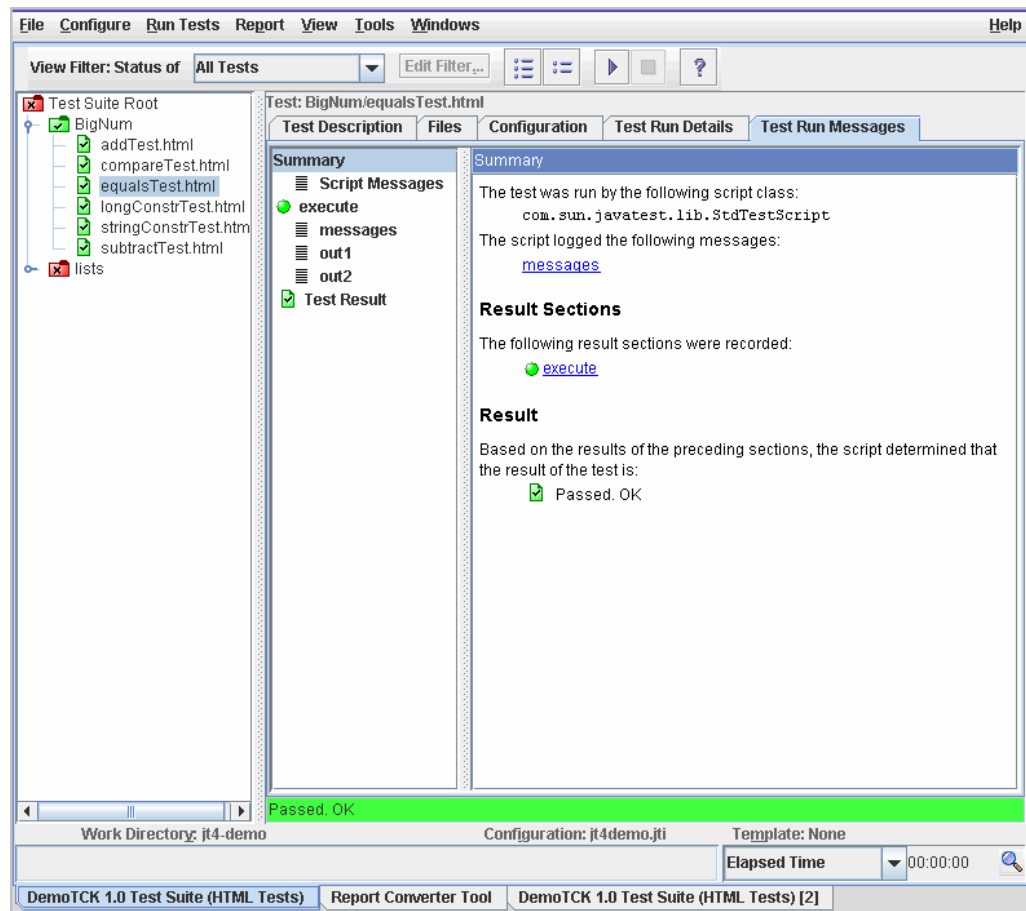 File Configure Run Tests Report View Tools Windows Help
View Filter: Status of All Tests Edit Filter...
Test Suite Root
BigNum
addTest.html
compareTest.html
equalsTest.html
longConstrTest.html
stringConstrTest.htm
subtractTest.html
lists
Test: BigNum/equalsTest.html
Test Description Files Configuration Test Run Details Test Run Messages
Summary
Script Messages
execute
messages
out1
out2
Test Result
Summary
The test was run by the following script class:
com.sun.javatest.lib.StdTestScript
The script logged the following messages:
messages
Result Sections
The following result sections were recorded:
execute
Result
Based on the results of the preceding sections, the script determined that
the result of the test is:
Passed. OK
Passed. OK
Work Directory: jt4-demo Configuration: jt4demo.jti Template: None
Elapsed Time 00:00:00
DemoTCK 1.0 Test Suite (HTML Tests) Report Converter Tool DemoTCK 1.0 Test Suite (HTML Tests) [2]